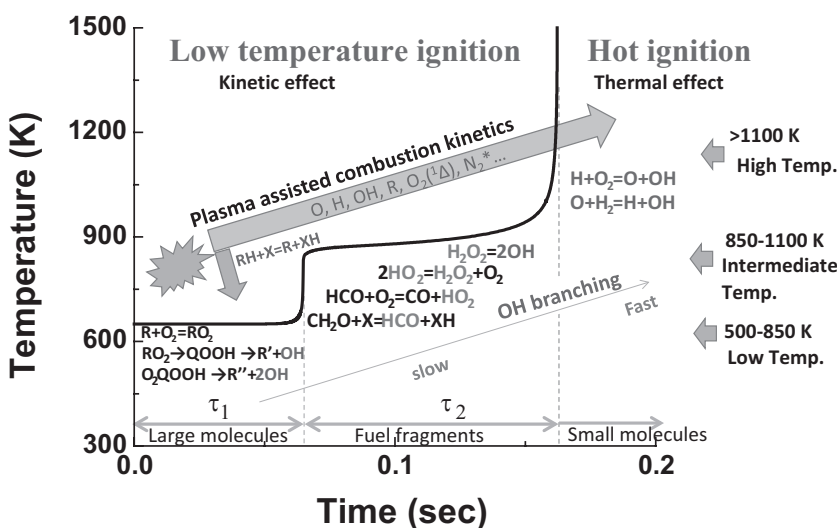 1500
1200
900
600
300
Temperature (K)
Low temperature ignition
Kinetic effect
Hot ignition
Thermal effect
Plasma assisted combustion kinetics
O, H, OH, R, O₂(¹Δ), N₂*...
RH+X=R+XH
H+O₂=O+OH
O+H₂=H+OH
>1100 K
High Temp.
850-1100 K
Intermediate
Temp.
500-850 K
Low Temp.
H₂O₂=2OH
2HO₂=H₂O₂+O₂
HCO+O₂=CO+HO₂
CH₂O+X=HCO+XH
R+O₂=RO₂
RO₂→QOOH →R'+OH
O₂QOOH →R''+2OH
OH branching
slow
Fast
τ₁
τ₂
Large molecules
Fuel fragments
Small molecules
0.0
0.1
0.2
Time (sec)